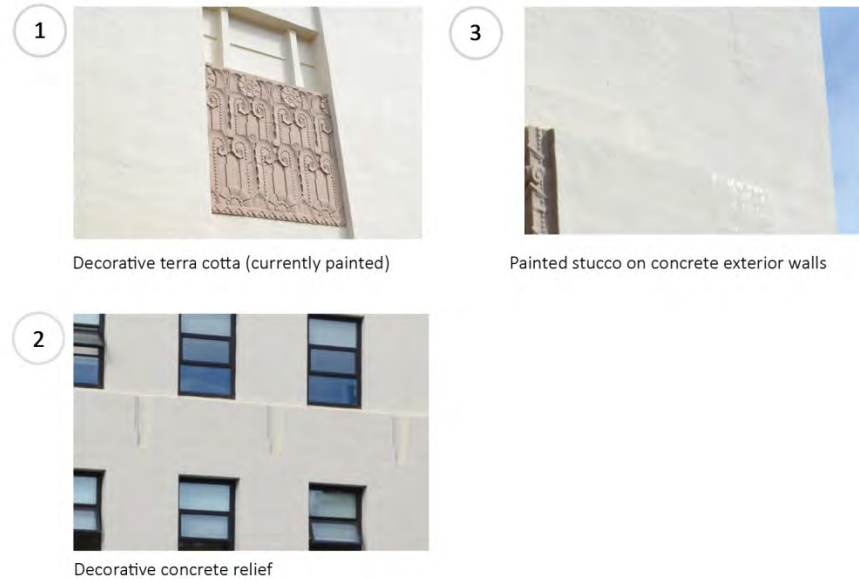 1
Decorative terra cotta (currently painted)
2
Decorative concrete relief
3
Painted stucco on concrete exterior walls